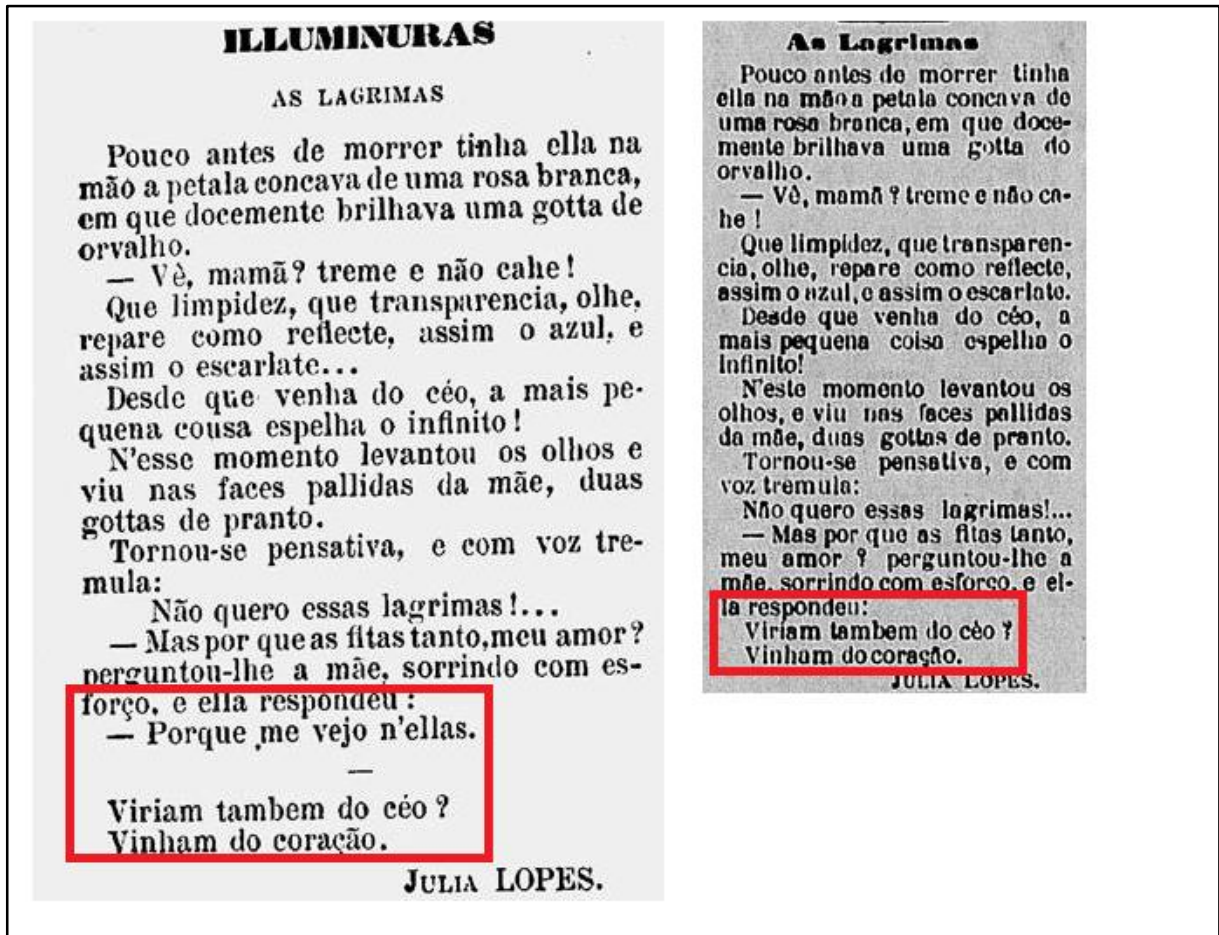 ILLUMINURAS
AS LAGRIMAS
Pouco antes de morrer tinha ella na
mão a petala concava de uma rosa branca,
em que docemente brilhava uma gotta de
orvalho.
— Vê, mamã? treme e não cahe!
Que limpidez, que transparencia, olhe,
repare como reflecte, assim o azul, e
assim o escarlate...
Desde que venha do céo, a mais pe-
quena cousa espelha o infinito!
N'esse momento levantou os olhos e
viu nas faces pallidas da mãe, duas
gottas de pranto.
Tornou-se pensativa, e com voz tre-
mula:
Não quero essas lagrimas!...
— Mas por que as fitas tanto, meu amor?
perguntou-lhe a mãe, sorrindo com es-
forço, e ella respondeu:
— Porque me vejo n'ellas.
—
Viriam tambem do céo?
Vinham do coração.
JULIA LOPES.
As Lagrimas
Pouco antes de morrer tinha
ella na mão a petala concava de
uma rosa branca, em que doce-
mente brilhava uma gotta do
orvalho.
— Vê, mamã? treme e não ca-
he!
Que limpidez, que transparen-
cia, olhe, repare como reflecte,
assim o azul, e assim o escarlate.
Desde que venha do céo, a
mais pequena coisa espelha o
infinito!
N'este momento levantou os
olhos, e viu nas faces pallidas
da mãe, duas gottas de pranto.
Tornou-se pensativa, e com
voz tremula:
Não quero essas lagrimas!...
— Mas por que as fitas tanto,
meu amor? perguntou-lhe a
mãe, sorrindo com esforço, e el-
la respondeu:
Viriam tambem do céo?
Vinham do coração.
JULIA LOPES.